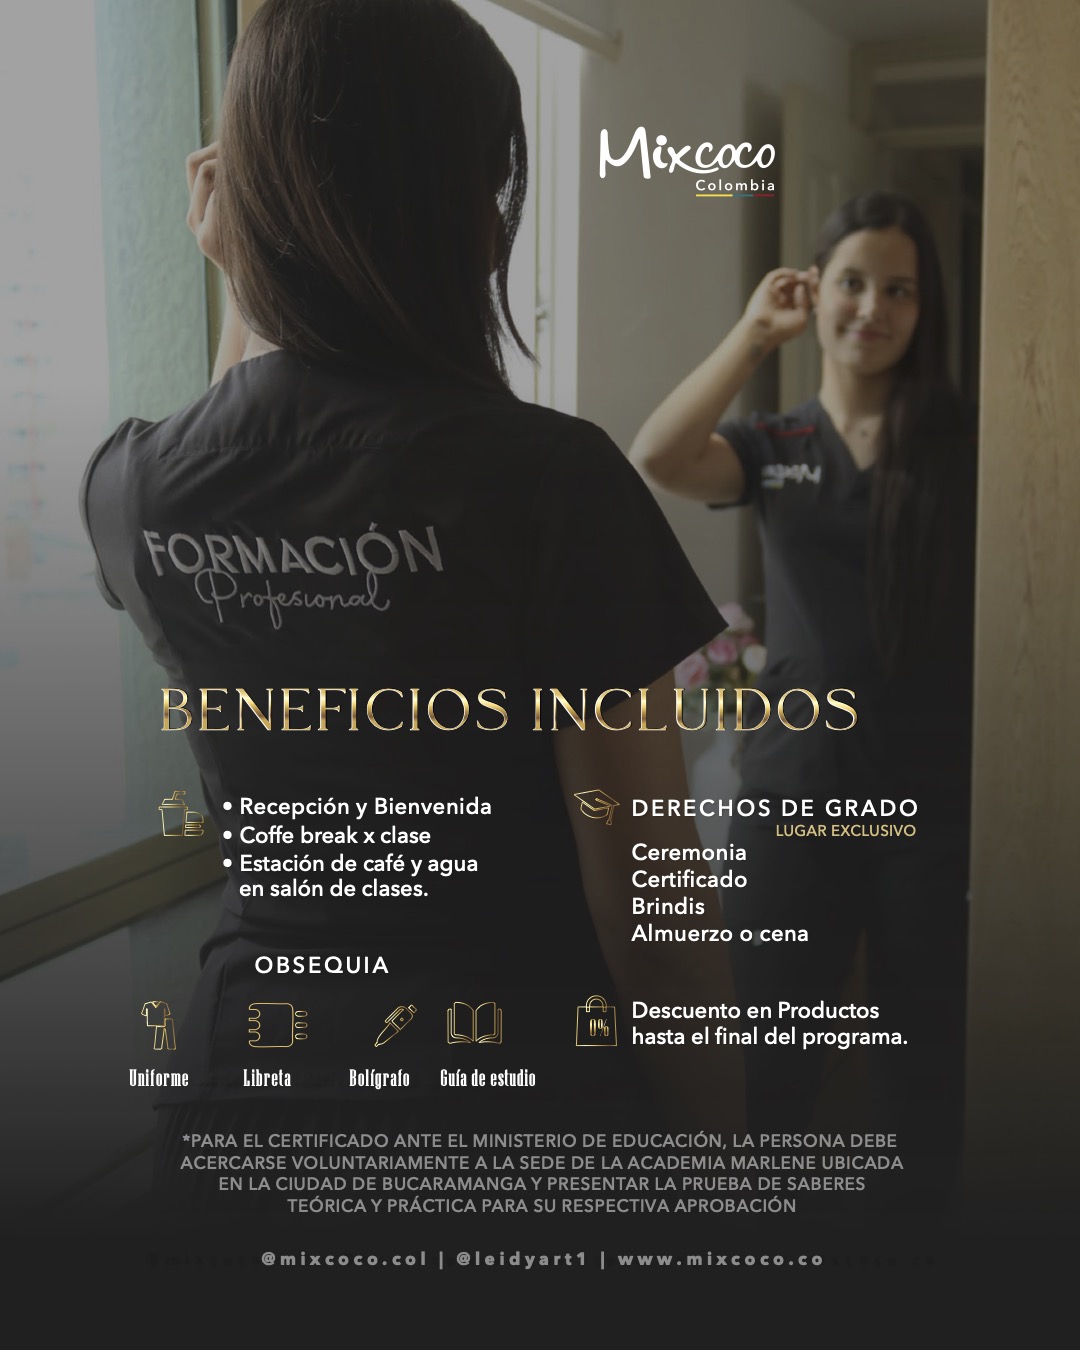 Mixcoco
Colombia
FORMACIÓN
Profesional
BENEFICIOS INCLUIDOS
• Recepción y Bienvenida
• Coffe break x clase
• Estación de café y agua
en salón de clases.
DERECHOS DE GRADO
LUGAR EXCLUSIVO
Ceremonia
Certificado
Brindis
Almuerzo o cena
OBSEQUIA
Uniforme
Libreta
Bolígrafo
Guía de estudio
0%
Descuento en Productos
hasta el final del programa.
*PARA EL CERTIFICADO ANTE EL MINISTERIO DE EDUCACIÓN, LA PERSONA DEBE
ACERCARSE VOLUNTARIAMENTE A LA SEDE DE LA ACADEMIA MARLENE UBICADA
EN LA CIUDAD DE BUCARAMANGA Y PRESENTAR LA PRUEBA DE SABERES
TEÓRICA Y PRÁCTICA PARA SU RESPECTIVA APROBACIÓN
@mixcoco.col | @leidyart1 | www.mixcoco.co